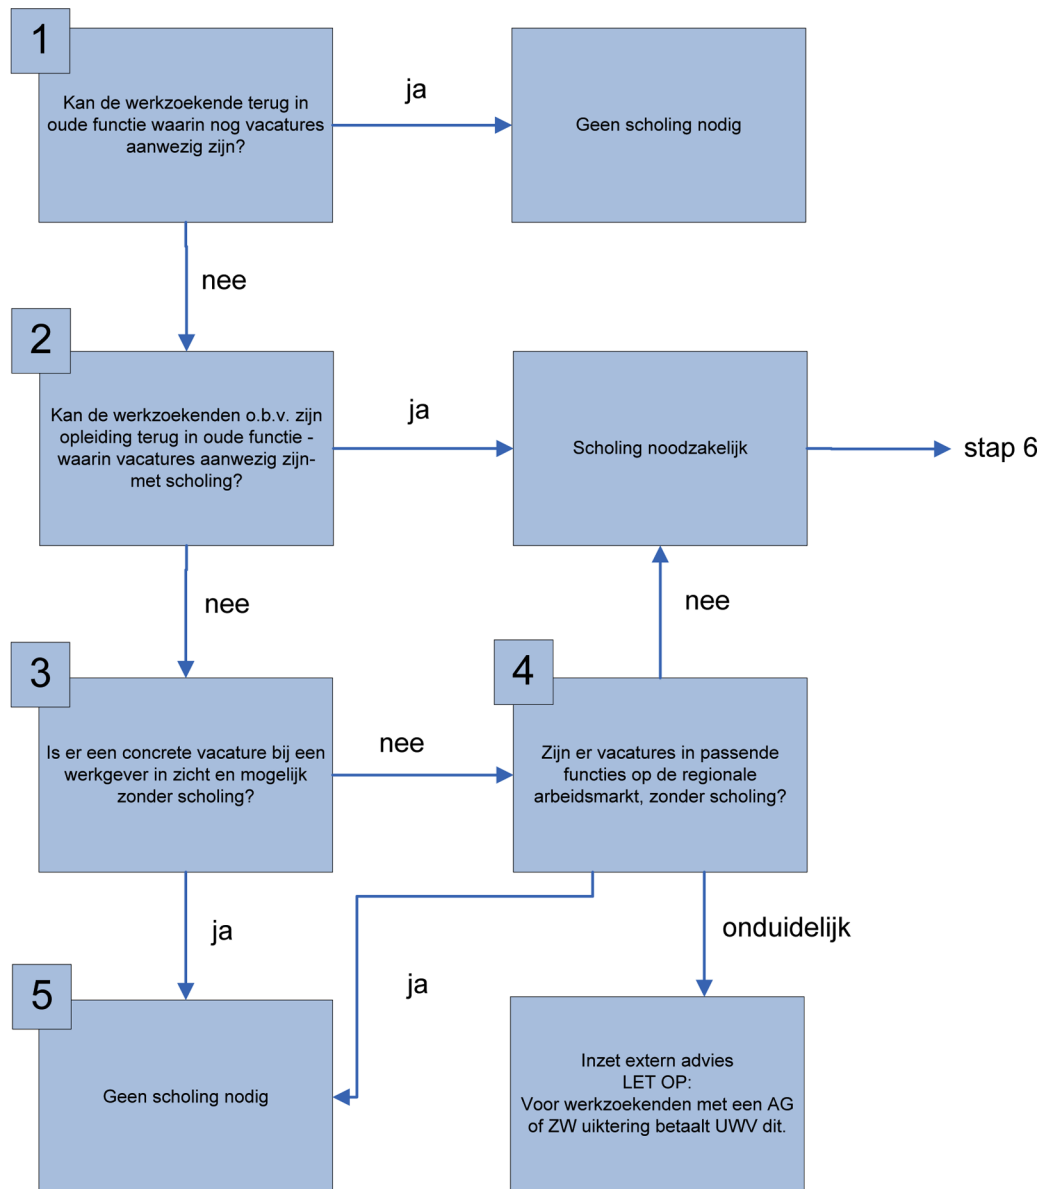 1
Kan de werkzoekende terug in
oude functie waarin nog vacatures
aanwezig zijn?
ja
Geen scholing nodig
nee
2
Kan de werkzoekenden o.b.v. zijn
opleiding terug in oude functie -
waarin vacatures aanwezig zijn-
met scholing?
ja
Scholing noodzakelijk
stap 6
nee
nee
3
Is er een concrete vacature bij een
werkgever in zicht en mogelijk
zonder scholing?
nee
4
Zijn er vacatures in passende
functies op de regionale
arbeidsmarkt, zonder scholing?
ja
ja
onduidelijk
5
Geen scholing nodig
Inzet extern advies
LET OP:
Voor werkzoekenden met een AG
of ZW uiktering betaalt UWV dit.